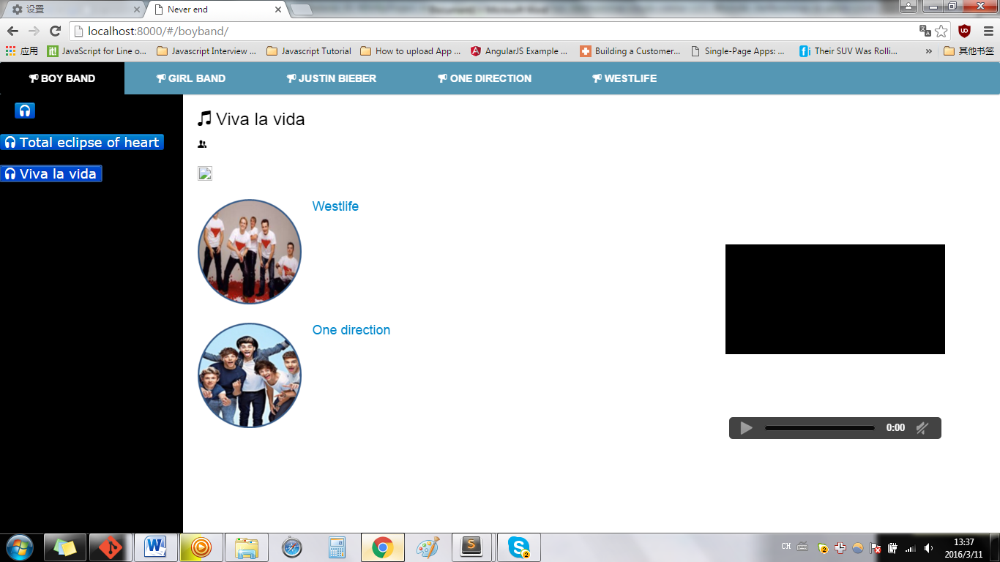 设置
Never end
localhost:8000/#/boyband/
应用 JavaScript for Line o... Javascript Interview ... Javascript Tutorial How to upload App ... AngularJS Example ... Building a Customer... Single-Page Apps: ... Their SUV Was Rolli... » 其他书签
BOY BAND GIRL BAND JUSTIN BIEBER ONE DIRECTION WESTLIFE
Total eclipse of heart
Viva la vida
Viva la vida
Westlife
One direction
0:00
CH
13:37
2016/3/11